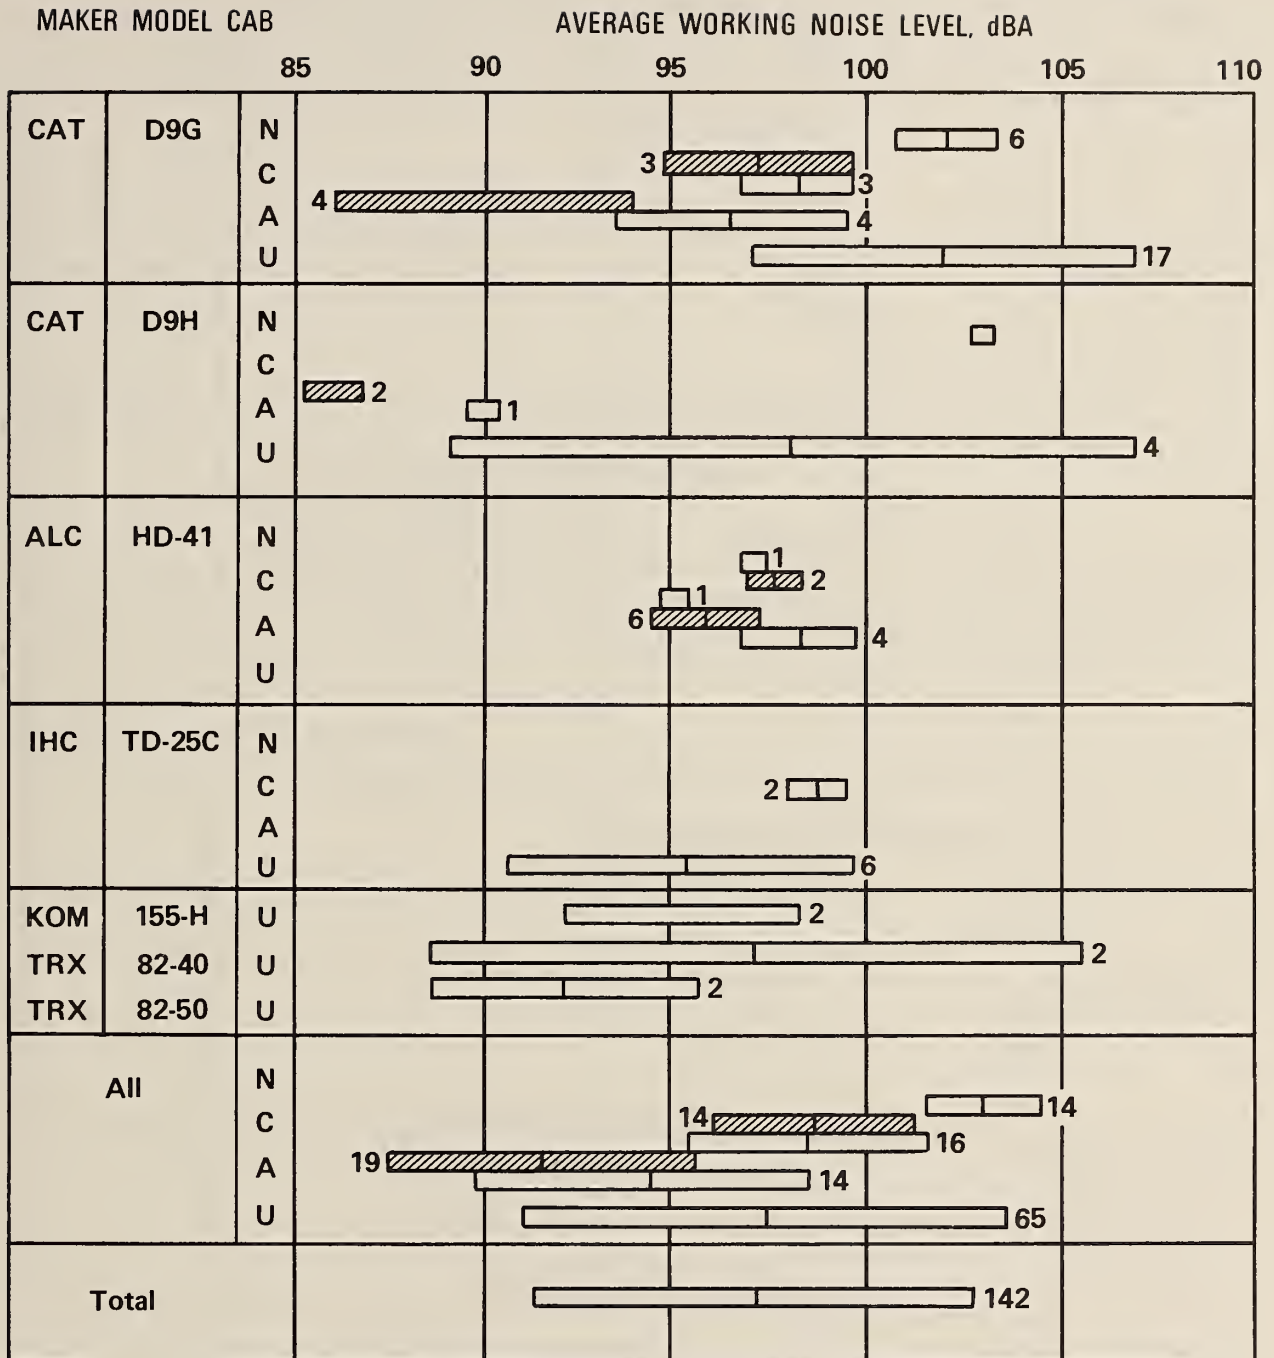 MAKER MODEL CAB AVERAGE WORKING NOISE LEVEL, dBA
85 90 95 100 105 110
CAT D9G N 6
3
C 3
4
A 4
U 17
CAT D9H N
C
2
A 1
U 4
ALC HD-41 N
1
C 2
1
A 6
4
U
IHC TD-25C N
C 2
A
U 6
KOM 155-H U 2
TRX 82-40 U 2
2
TRX 82-50 U
All N
14
C 14
16
A 19
14
U 65
Total 142